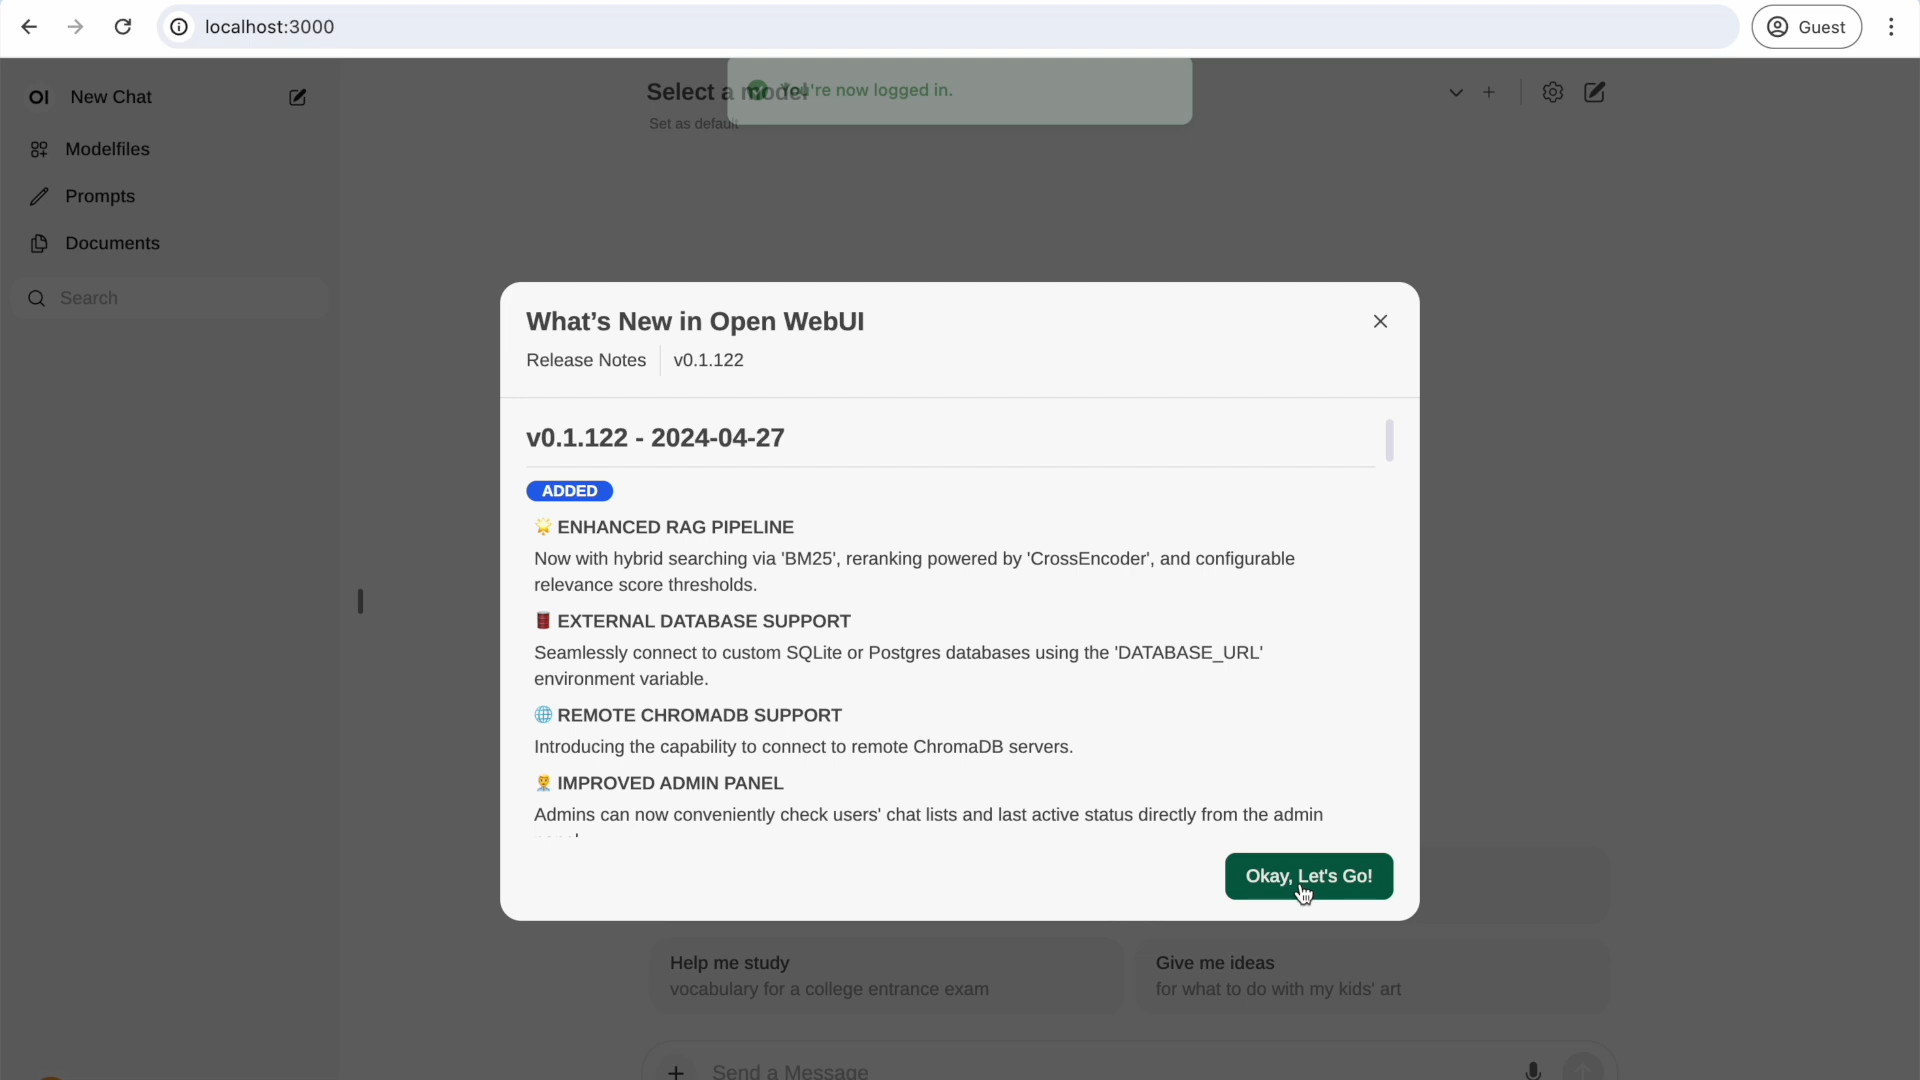 localhost:3000
Guest
OI New Chat
Modelfiles
Prompts
Documents
Search
Select a model
Set as default
You're now logged in.
What’s New in Open WebUI
Release Notes v0.1.122
v0.1.122 - 2024-04-27
ADDED
🌟 ENHANCED RAG PIPELINE
Now with hybrid searching via 'BM25', reranking powered by 'CrossEncoder', and configurable
relevance score thresholds.
🛢️ EXTERNAL DATABASE SUPPORT
Seamlessly connect to custom SQLite or Postgres databases using the 'DATABASE_URL'
environment variable.
🌐 REMOTE CHROMADB SUPPORT
Introducing the capability to connect to remote ChromaDB servers.
👨‍💼 IMPROVED ADMIN PANEL
Admins can now conveniently check users' chat lists and last active status directly from the admin
Okay, Let's Go!
Help me study
vocabulary for a college entrance exam
Give me ideas
for what to do with my kids' art
Send a Message